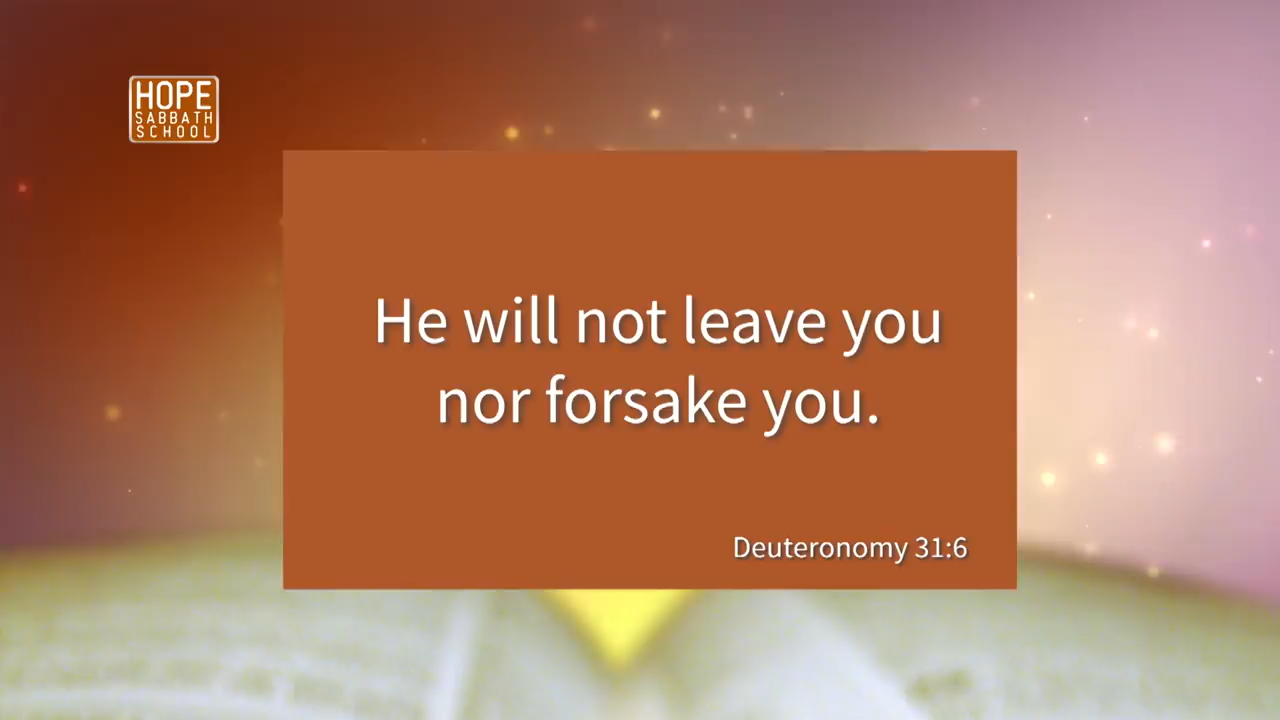 HOPE
SABBATH
SCHOOL
He will not leave you
nor forsake you.
Deuteronomy 31:6